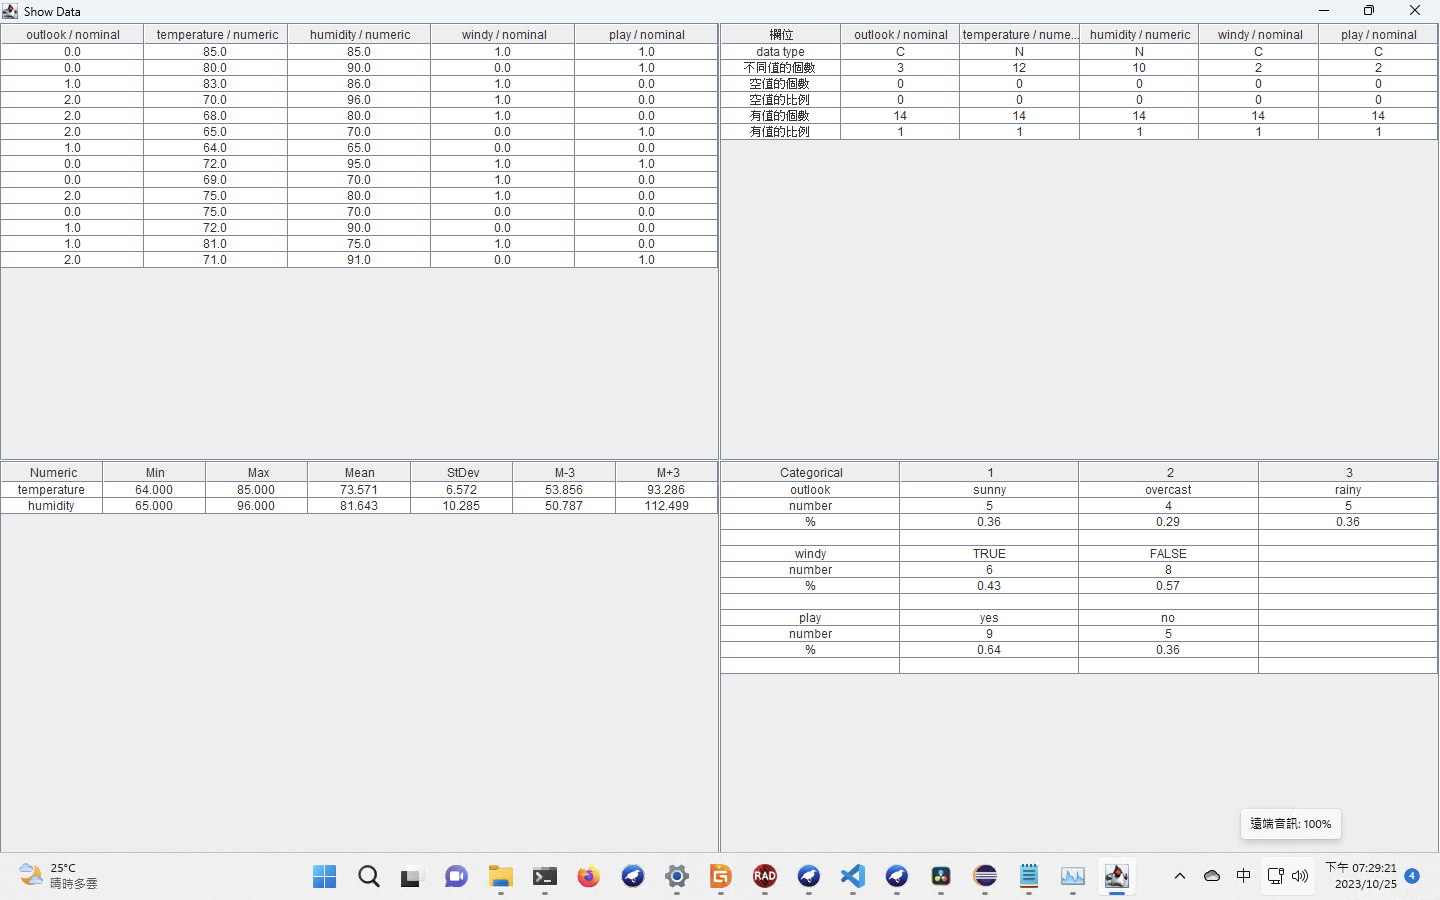 Show Data
outlook / nominal temperature / numeric humidity / numeric windy / nominal play / nominal
0.0 85.0 85.0 1.0 1.0
0.0 80.0 90.0 0.0 1.0
1.0 83.0 86.0 1.0 0.0
2.0 70.0 96.0 1.0 0.0
2.0 68.0 80.0 1.0 0.0
2.0 65.0 70.0 0.0 1.0
1.0 64.0 65.0 0.0 0.0
0.0 72.0 95.0 1.0 1.0
0.0 69.0 70.0 1.0 0.0
2.0 75.0 80.0 1.0 0.0
0.0 75.0 70.0 0.0 0.0
1.0 72.0 90.0 0.0 0.0
1.0 81.0 75.0 1.0 0.0
2.0 71.0 91.0 0.0 1.0
欄位 outlook / nominal temperature / nume... humidity / numeric windy / nominal play / nominal
data type C N N C C
不同值的個數 3 12 10 2 2
空值的個數 0 0 0 0 0
空值的比例 0 0 0 0 0
有值的個數 14 14 14 14 14
有值的比例 1 1 1 1 1
Numeric Min Max Mean StDev M-3 M+3
temperature 64.000 85.000 73.571 6.572 53.856 93.286
humidity 65.000 96.000 81.643 10.285 50.787 112.499
Categorical 1 2 3
outlook sunny overcast rainy
number 5 4 5
% 0.36 0.29 0.36
windy TRUE FALSE
number 6 8
% 0.43 0.57
play yes no
number 9 5
% 0.64 0.36
遠端音訊: 100%
25°C
晴時多雲
RAD
中
下午 07:29:21
2023/10/25
4